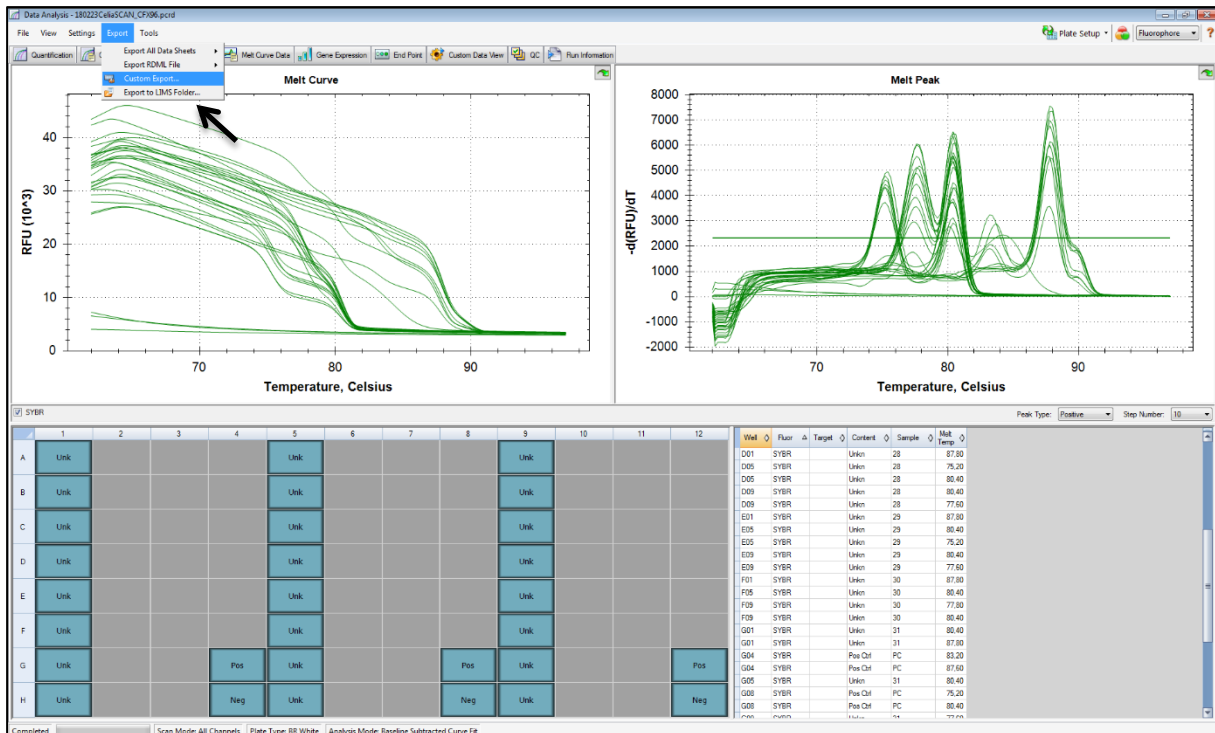 Data Analysis - 180223CeliaSCAN_CFX96.pcrd
File View Settings Export Tools
Plate Setup Fluorophore ?
Quantification Melt Curve Data Gene Expression End Point Custom Data View QC Run Information
Export All Data Sheets
Export RDML File
Custom Export...
Export to LIMS Folder...
Melt Curve
RFU (10^3)
40
30
20
10
0
70 80 90
Temperature, Celsius
Melt Peak
-d(RFU)/dT
8000
7000
6000
5000
4000
3000
2000
1000
0
-1000
-2000
70 80 90
Temperature, Celsius
SYBR
Peak Type: Positive Step Number: 10
1 2 3 4 5 6 7 8 9 10 11 12
A Unk Unk Unk
B Unk Unk Unk
C Unk Unk Unk
D Unk Unk Unk
E Unk Unk Unk
F Unk Unk Unk
G Unk Pos Unk Pos Unk Pos
H Unk Neg Unk Neg Unk Neg
Well Fluor Target Content Sample Melt Temp
D01 SYBR Unkn 28 87,80
D05 SYBR Unkn 28 75,20
D05 SYBR Unkn 28 80,40
D09 SYBR Unkn 28 80,40
D09 SYBR Unkn 28 77,60
E01 SYBR Unkn 29 87,80
E05 SYBR Unkn 29 80,40
E05 SYBR Unkn 29 75,20
E09 SYBR Unkn 29 80,40
E09 SYBR Unkn 29 77,60
F01 SYBR Unkn 30 87,80
F05 SYBR Unkn 30 80,40
F09 SYBR Unkn 30 77,80
F09 SYBR Unkn 30 80,40
G01 SYBR Unkn 31 80,40
G01 SYBR Unkn 31 87,80
G04 SYBR Pos Ctrl PC 83,20
G04 SYBR Pos Ctrl PC 87,60
G05 SYBR Unkn 31 80,40
G08 SYBR Pos Ctrl PC 75,20
G08 SYBR Pos Ctrl PC 80,40
Completed Scan Mode: All Channels Plate Type: BR White Analysis Mode: Baseline Subtracted Curve Fit